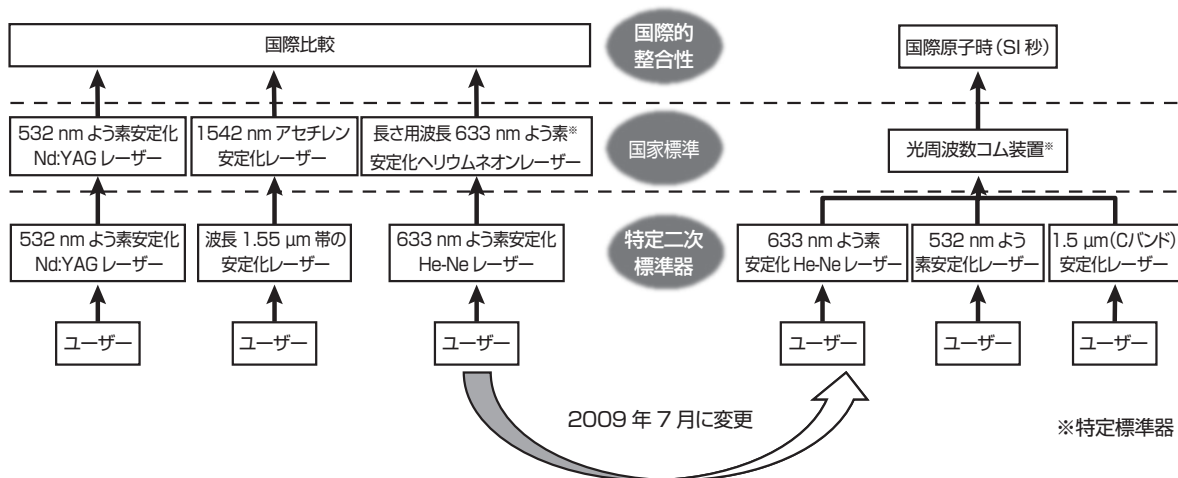 国際比較
国際的
整合性
国際原子時(SI 秒)
532 nm よう素安定化
Nd:YAG レーザー
1542 nm アセチレン
安定化レーザー
長さ用波長 633 nm よう素※
安定化ヘリウムネオンレーザー
国家標準
光周波数コム装置※
532 nm よう素安定化
Nd:YAG レーザー
波長 1.55 µm 帯の
安定化レーザー
633 nm よう素安定化
He-Ne レーザー
特定二次
標準器
633 nm よう素
安定化 He-Ne レーザー
532 nm よう
素安定化レーザー
1.5 µm(Cバンド)
安定化レーザー
ユーザー
ユーザー
ユーザー
ユーザー
ユーザー
ユーザー
2009 年 7 月に変更
※特定標準器